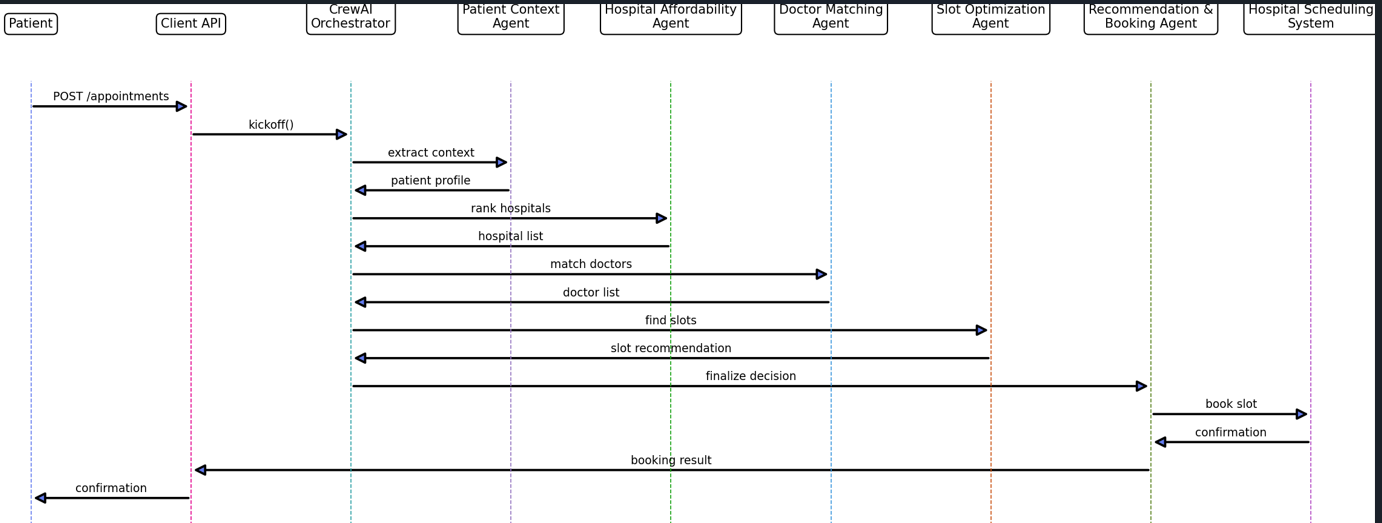 Patient
Client API
CrewAI
Orchestrator
Patient Context
Agent
Hospital Affordability
Agent
Doctor Matching
Agent
Slot Optimization
Agent
Recommendation &
Booking Agent
Hospital Scheduling
System
POST /appointments
kickoff()
extract context
patient profile
rank hospitals
hospital list
match doctors
doctor list
find slots
slot recommendation
finalize decision
book slot
confirmation
booking result
confirmation